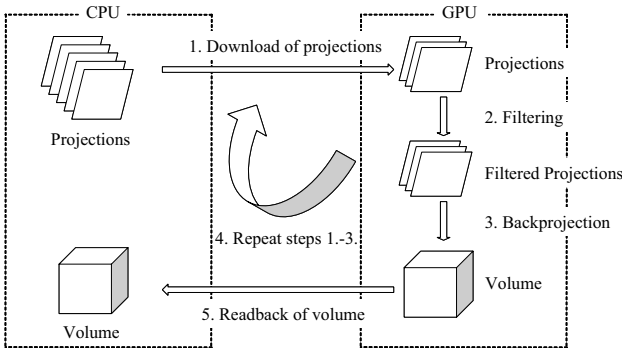 CPU
GPU
1. Download of projections
Projections
Projections
2. Filtering
Filtered Projections
3. Backprojection
4. Repeat steps 1.-3.
Volume
5. Readback of volume
Volume